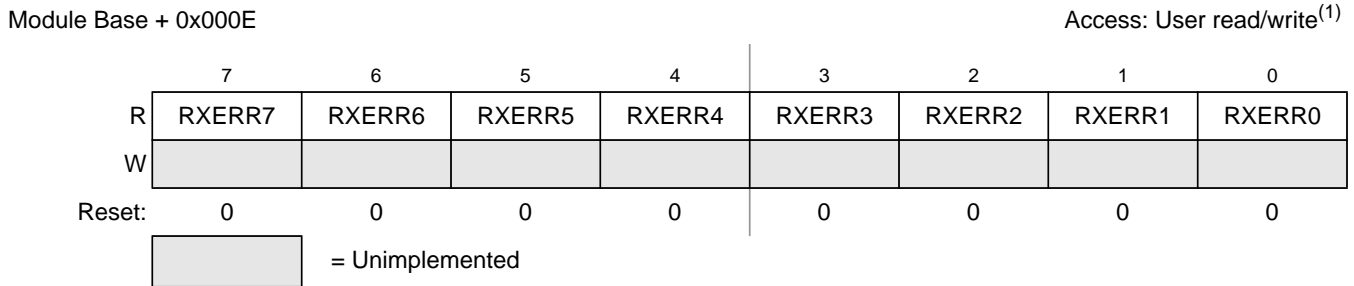 Module Base + 0x000E Access: User read/write(1)
7 6 5 4 3 2 1 0
R RXERR7 RXERR6 RXERR5 RXERR4 RXERR3 RXERR2 RXERR1 RXERR0
W
Reset: 0 0 0 0 0 0 0 0
= Unimplemented